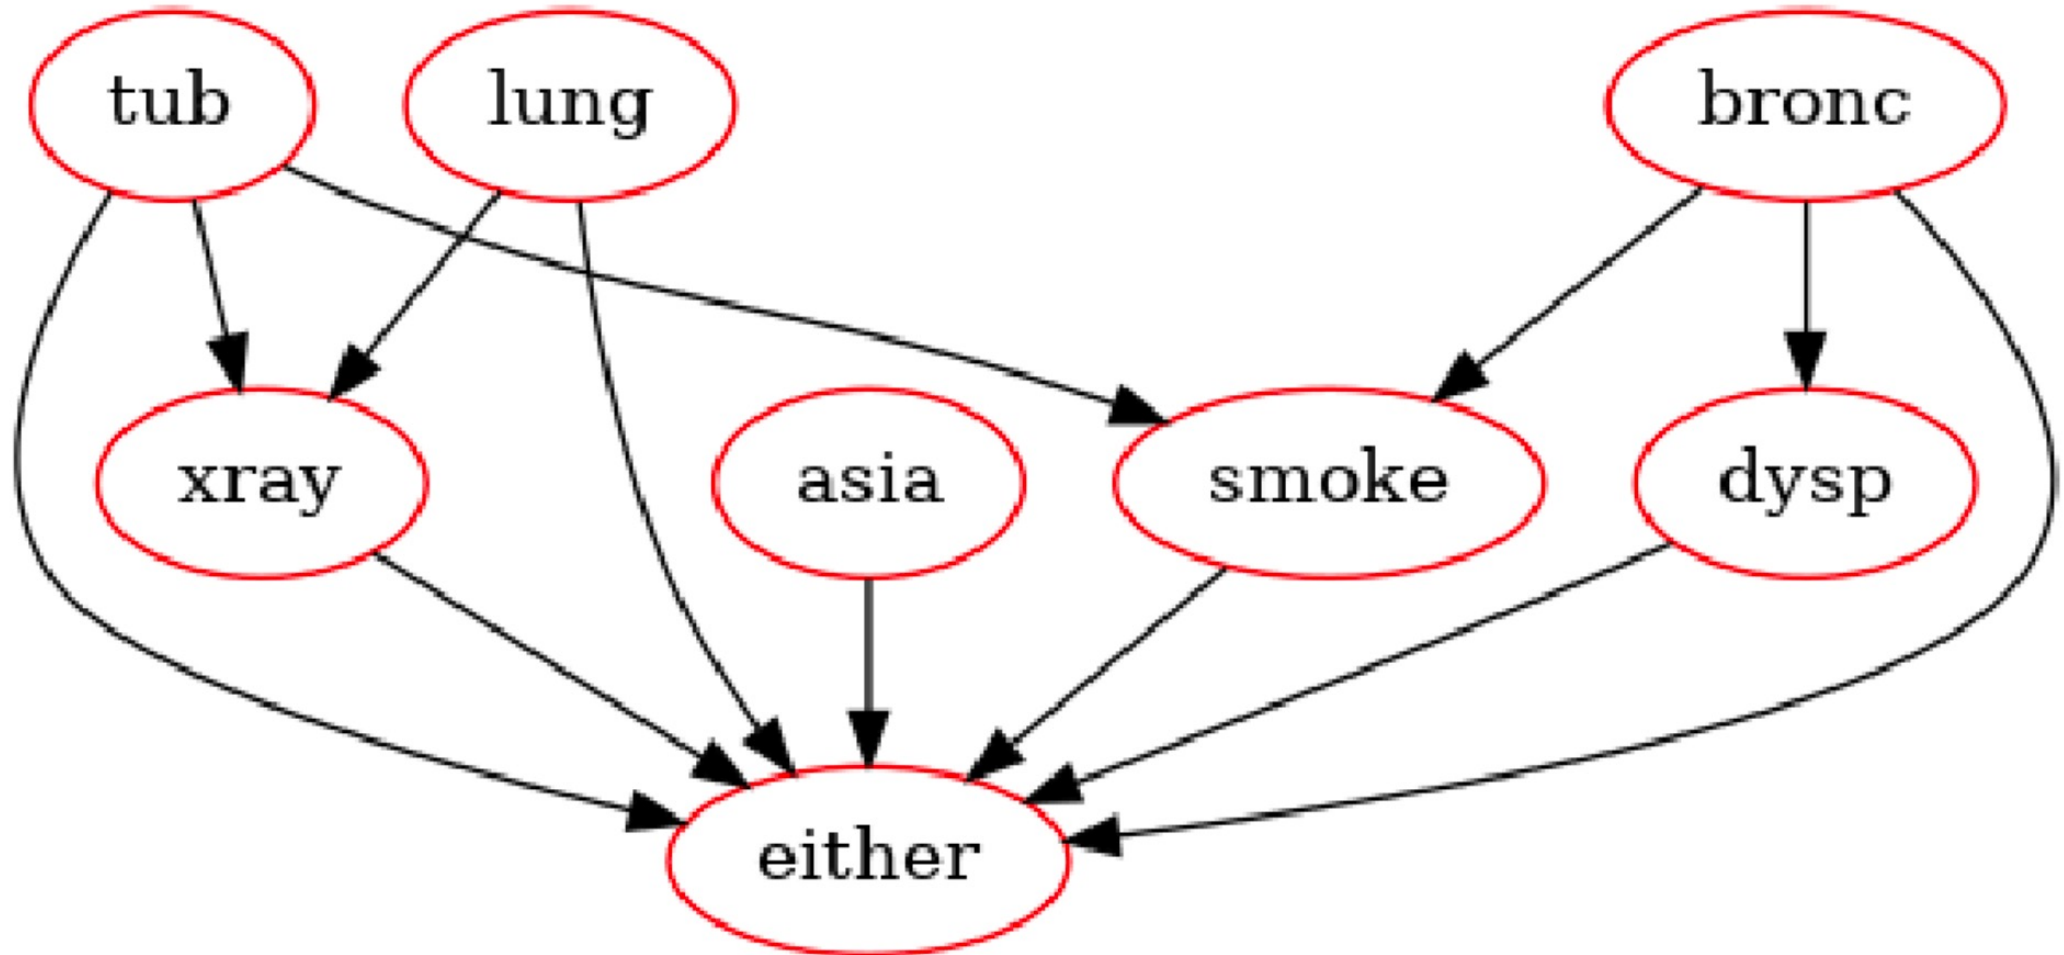 tub
lung
bronc
xray
asia
smoke
dysp
either